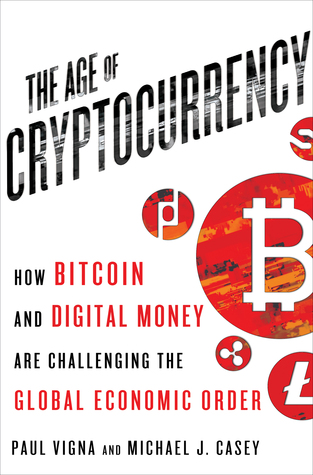 THE AGE OF
CRYPTOCURRENCY
HOW BITCOIN
AND DIGITAL MONEY
ARE CHALLENGING THE
GLOBAL ECONOMIC ORDER
PAUL VIGNA AND MICHAEL J. CASEY